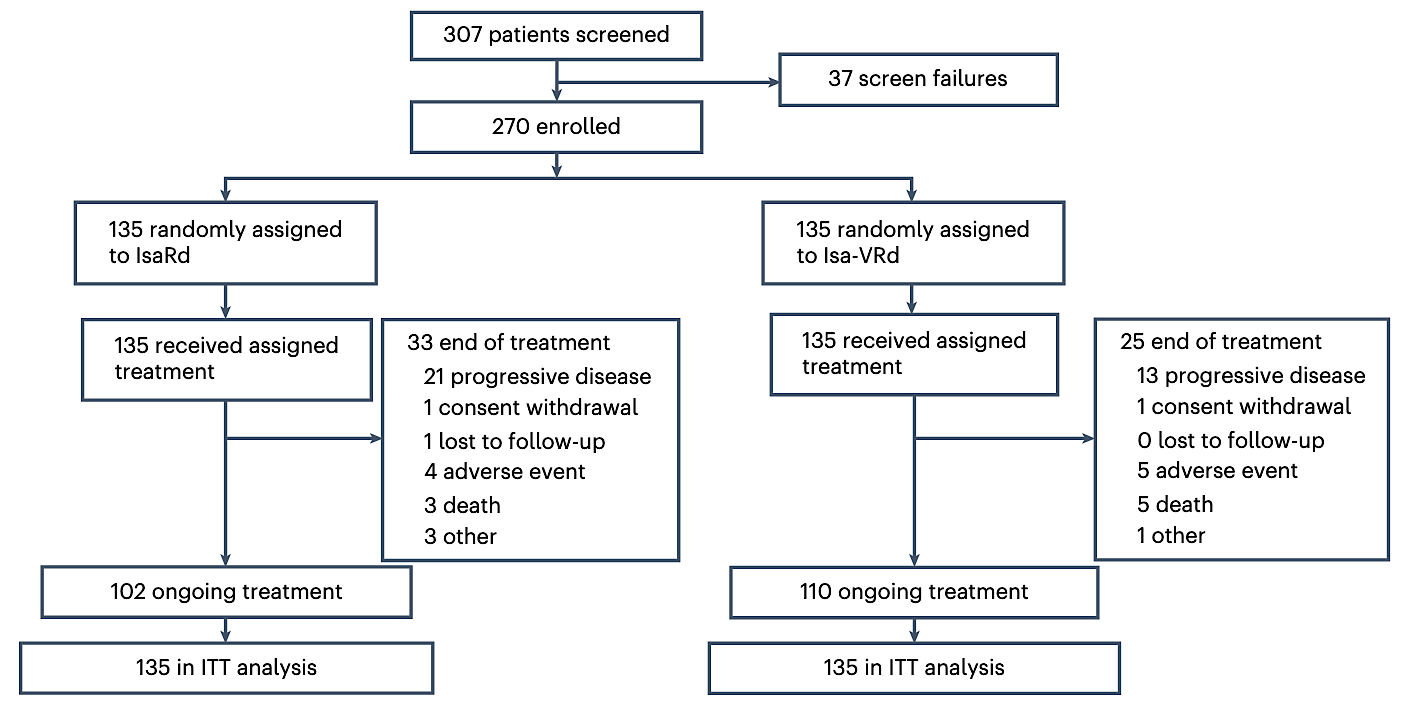 307 patients screened
37 screen failures
270 enrolled
135 randomly assigned
to IsaRd
135 randomly assigned
to Isa-VRd
135 received assigned
treatment
33 end of treatment
21 progressive disease
1 consent withdrawal
1 lost to follow-up
4 adverse event
3 death
3 other
135 received assigned
treatment
25 end of treatment
13 progressive disease
1 consent withdrawal
0 lost to follow-up
5 adverse event
5 death
1 other
102 ongoing treatment
110 ongoing treatment
135 in ITT analysis
135 in ITT analysis